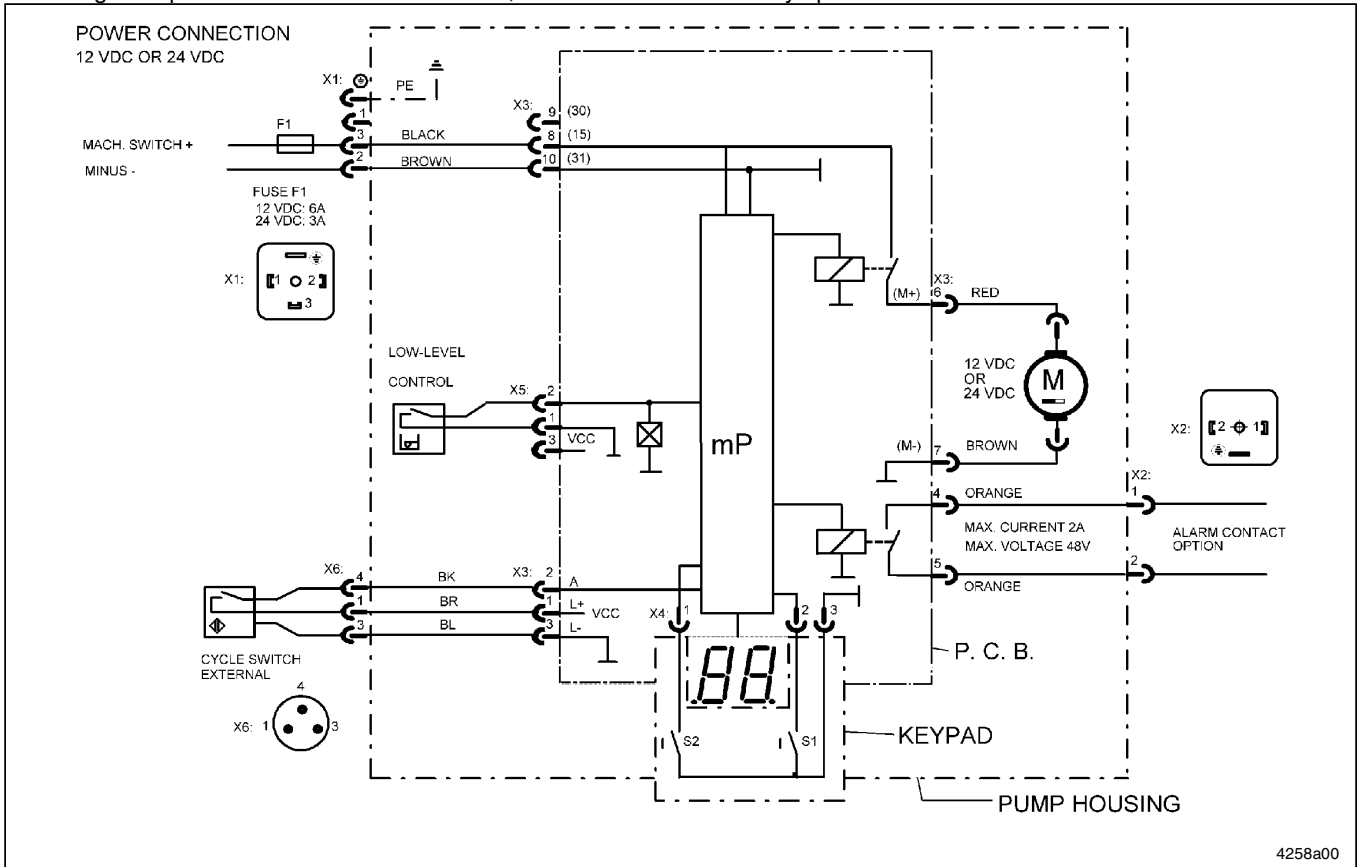 POWER CONNECTION
12 VDC OR 24 VDC
X1:
PE
1
X3:
9 (30)
F1
MACH. SWITCH +
3 BLACK 8 (15)
MINUS -
2 BROWN 10 (31)
FUSE F1
12 VDC: 6A
24 VDC: 3A
X1:
1 2
3
X3:
(M+) 6 RED
LOW-LEVEL
CONTROL
X5: 2
1
3 VCC
mP
12 VDC
OR
24 VDC
M
X2:
2 1
(M-) 7 BROWN
4 ORANGE
X2:
1
MAX. CURRENT 2A
MAX. VOLTAGE 48V
ALARM CONTACT
OPTION
5 ORANGE
2
X6: 4 BK X3: 2 A
1 BR 1 L+ VCC
3 BL 3 L-
X4: 1 2 3
CYCLE SWITCH
EXTERNAL
4
X6: 1 3
88
S2 S1
P. C. B.
KEYPAD
PUMP HOUSING
4258a00